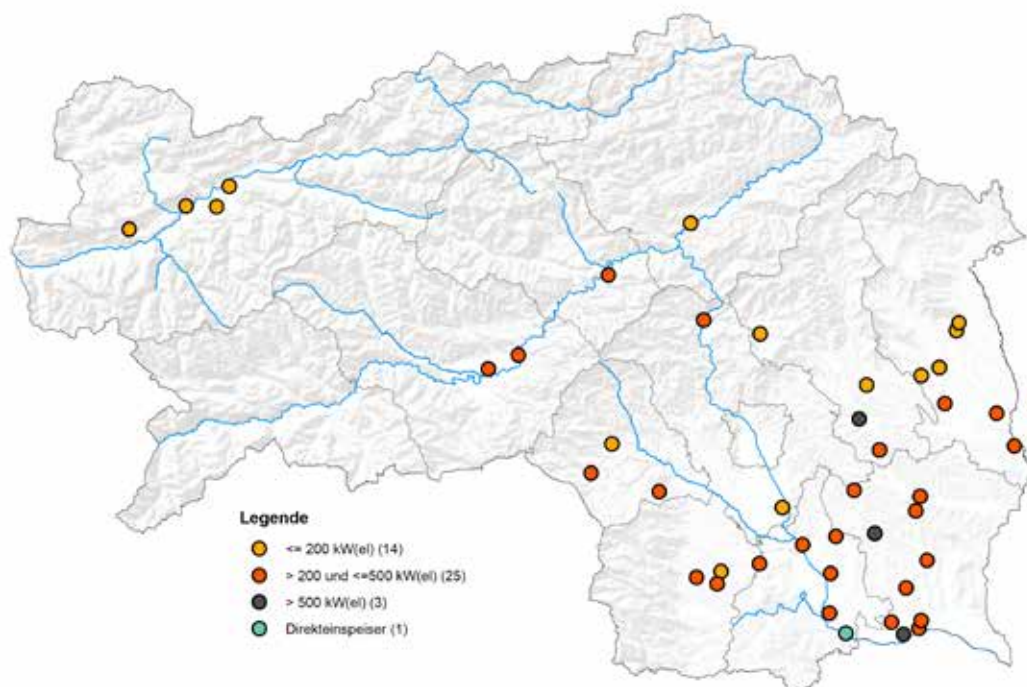 Legende
<= 200 kW(el) (14)
> 200 und <=500 kW(el) (25)
> 500 kW(el) (3)
Direkteinspeiser (1)